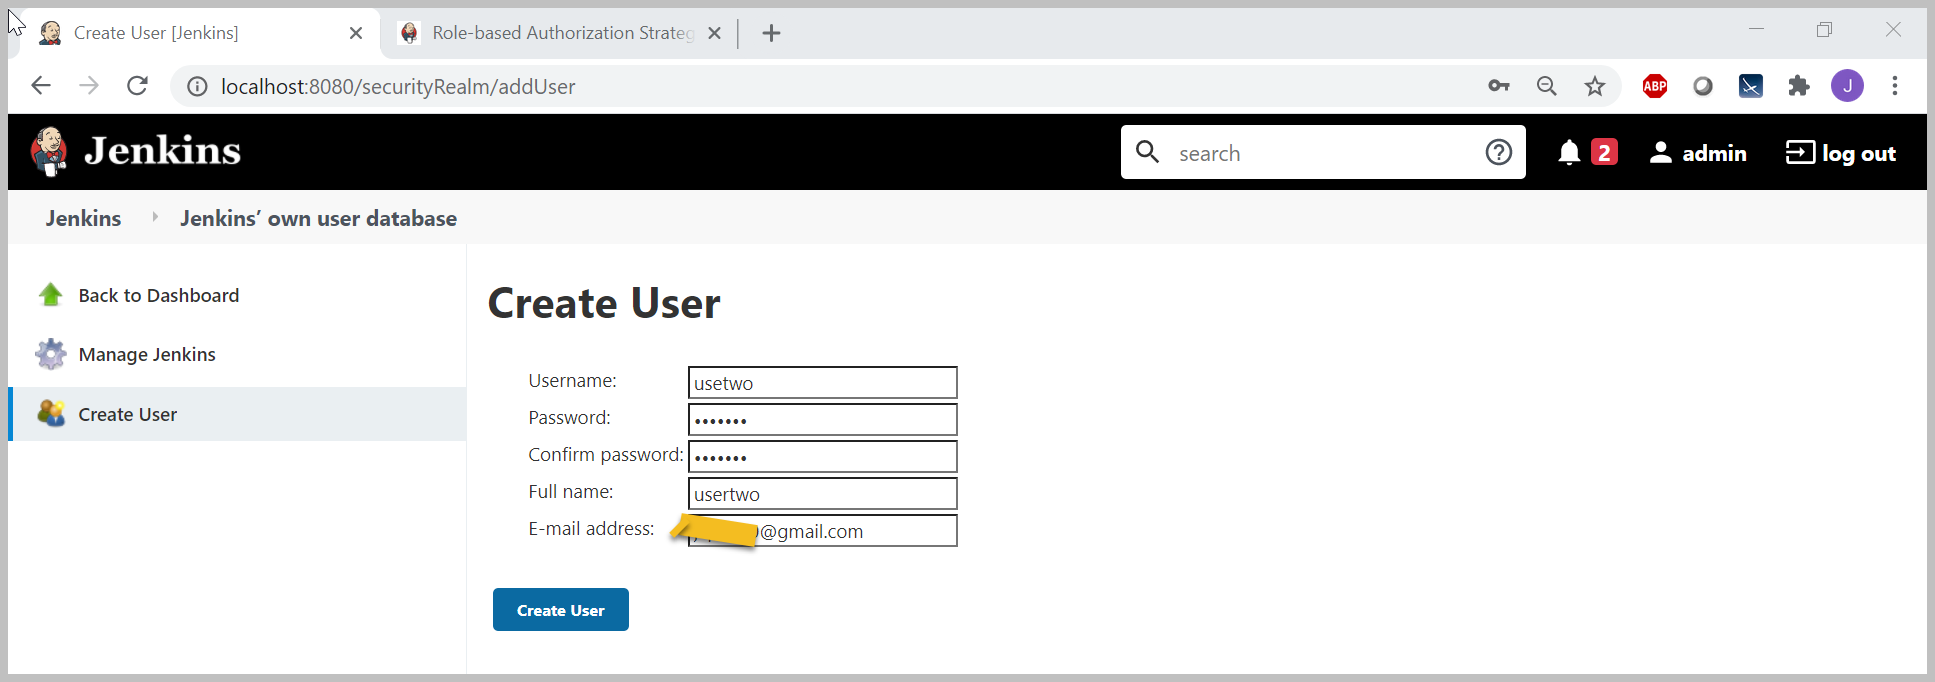 Create User [Jenkins]
Role-based Authorization Strateg
localhost:8080/securityRealm/addUser
ABP
J
Jenkins
search
2
admin
log out
Jenkins
Jenkins’ own user database
Back to Dashboard
Manage Jenkins
Create User
Create User
Username:
usetwo
Password:
•••••••
Confirm password:
•••••••
Full name:
usertwo
E-mail address:
@gmail.com
Create User